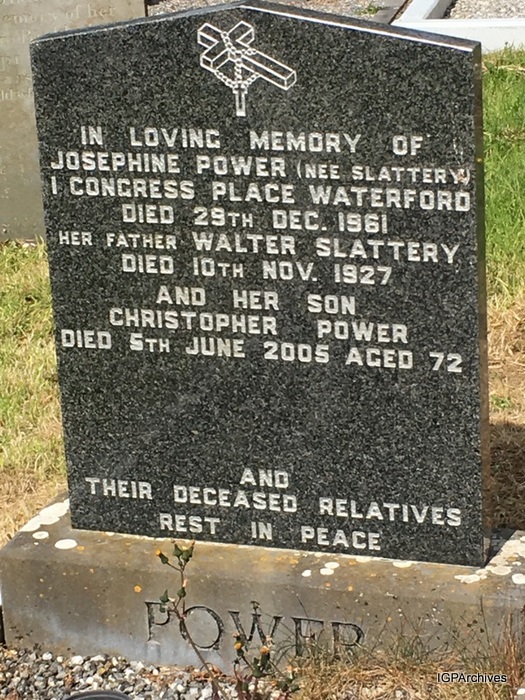 IN LOVING MEMORY OF
JOSEPHINE POWER (NEE SLATTERY)
1 CONGRESS PLACE WATERFORD
DIED 29TH DEC. 1961
HER FATHER WALTER SLATTERY
DIED 10TH NOV. 1927
AND HER SON
CHRISTOPHER POWER
DIED 5TH JUNE 2005 AGED 72
AND
THEIR DECEASED RELATIVES
REST IN PEACE
POWER
IGPArchives